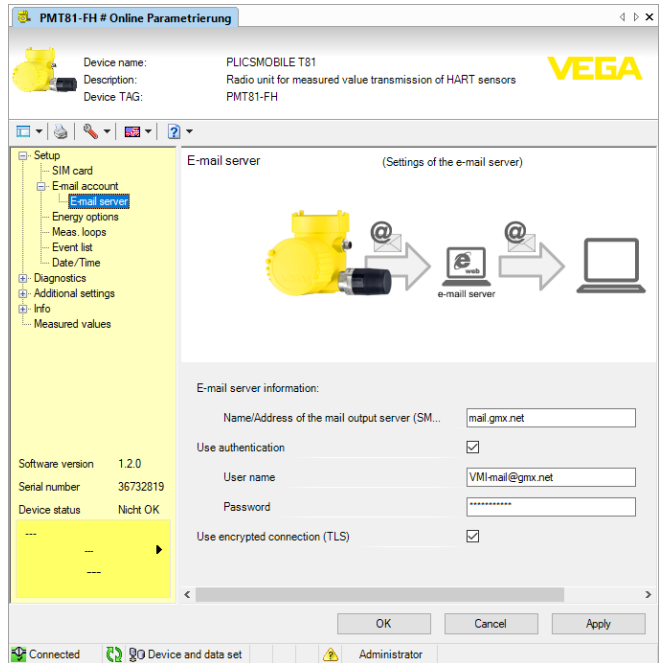 PMT81-FH # Online Parametrierung
Device name: PLICSMOBILE T81
Description: Radio unit for measured value transmission of HART sensors
Device TAG: PMT81-FH
VEGA
Setup
SIM card
E-mail account
E-mail server
Energy options
Meas. loops
Event list
Date/Time
Diagnostics
Additional settings
Info
Measured values
Software version 1.2.0
Serial number 36732819
Device status Nicht OK
---
---
---
E-mail server (Settings of the e-mail server)
@ @
e web
e-maill server
E-mail server information:
Name/Address of the mail output server (SM... mail.gmx.net
Use authentication
User name VMI-mail@gmx.net
Password ***********
Use encrypted connection (TLS)
OK Cancel Apply
Connected Device and data set Administrator